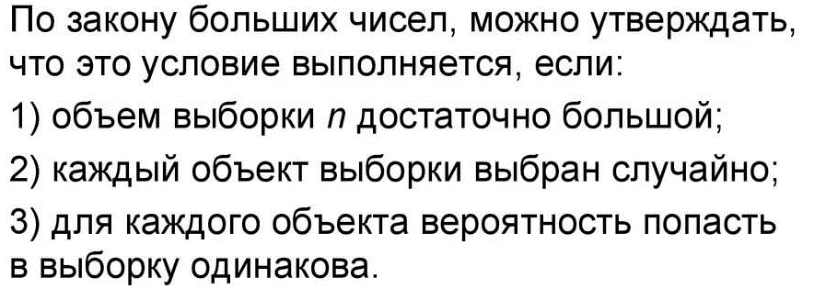 По закону больших чисел, можно утверждать,
что это условие выполняется, если:
1) объем выборки n достаточно большой;
2) каждый объект выборки выбран случайно;
3) для каждого объекта вероятность попасть
в выборку одинакова.